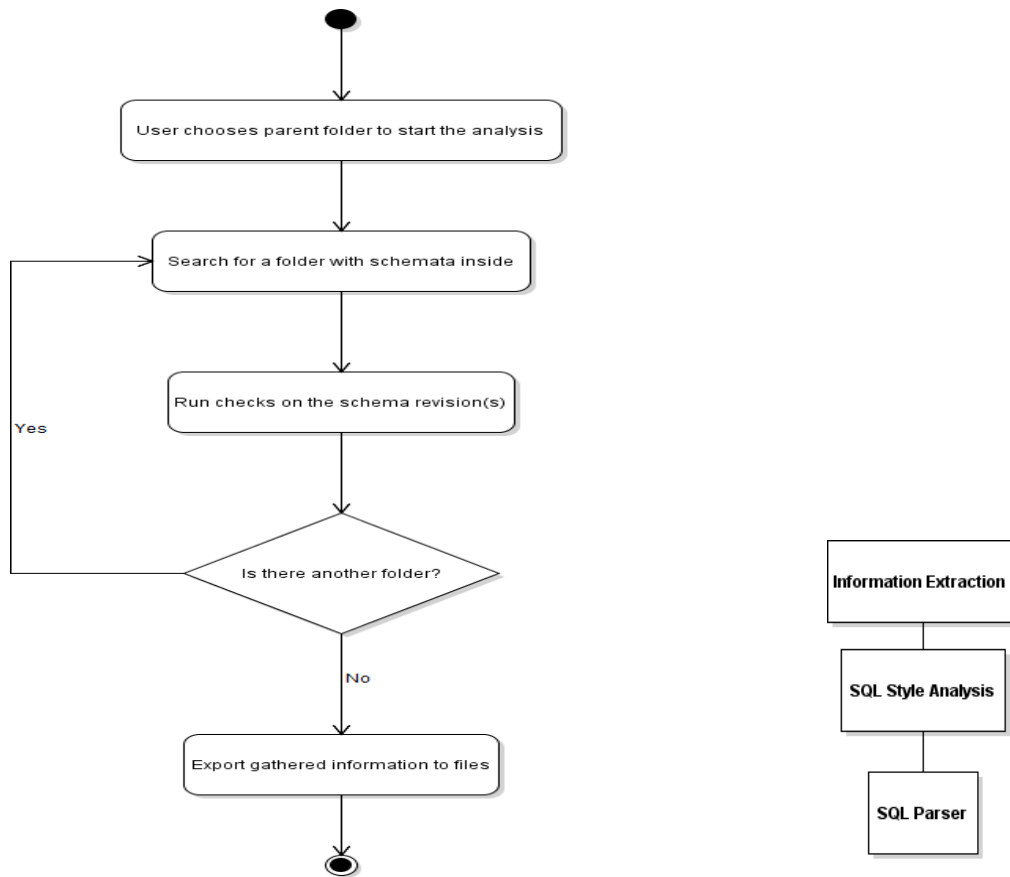 User chooses parent folder to start the analysis
Search for a folder with schemata inside
Run checks on the schema revision(s)
Yes
Is there another folder?
No
Export gathered information to files
Information Extraction
SQL Style Analysis
SQL Parser